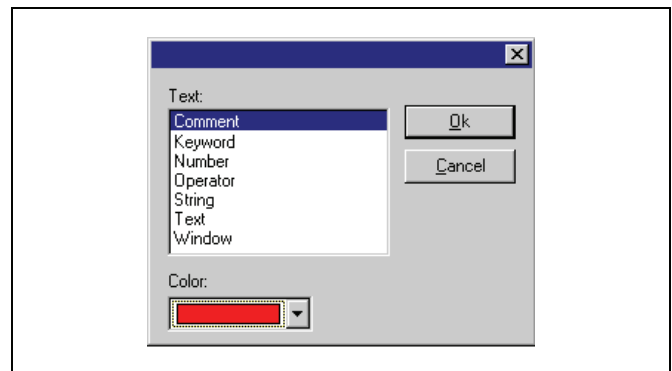 Text:
Comment
Keyword
Number
Operator
String
Text
Window
Ok
Cancel
Color: